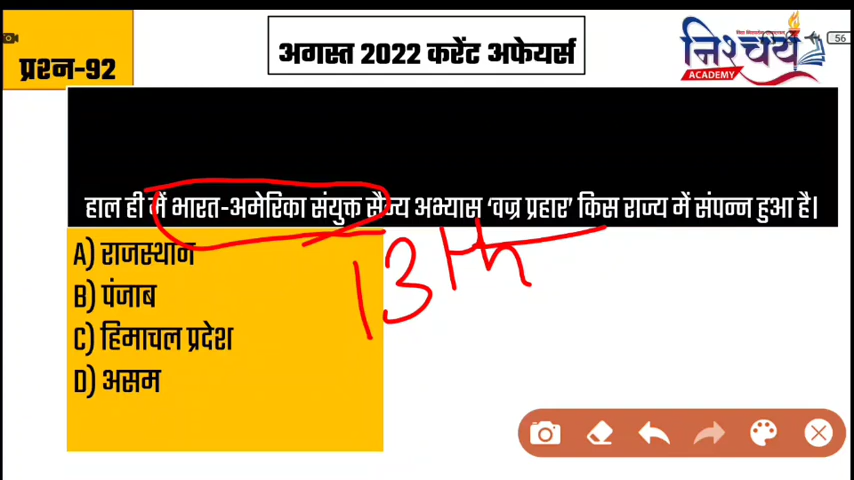 प्रश्न-92
अगस्त 2022 करेंट अफेयर्स
निश्चय
ACADEMY
56
हाल ही में भारत-अमेरिका संयुक्त सैन्य अभ्यास ‘वज्र प्रहार’ किस राज्य में संपन्न हुआ है।
13th
A) राजस्थान
B) पंजाब
C) हिमाचल प्रदेश
D) असम